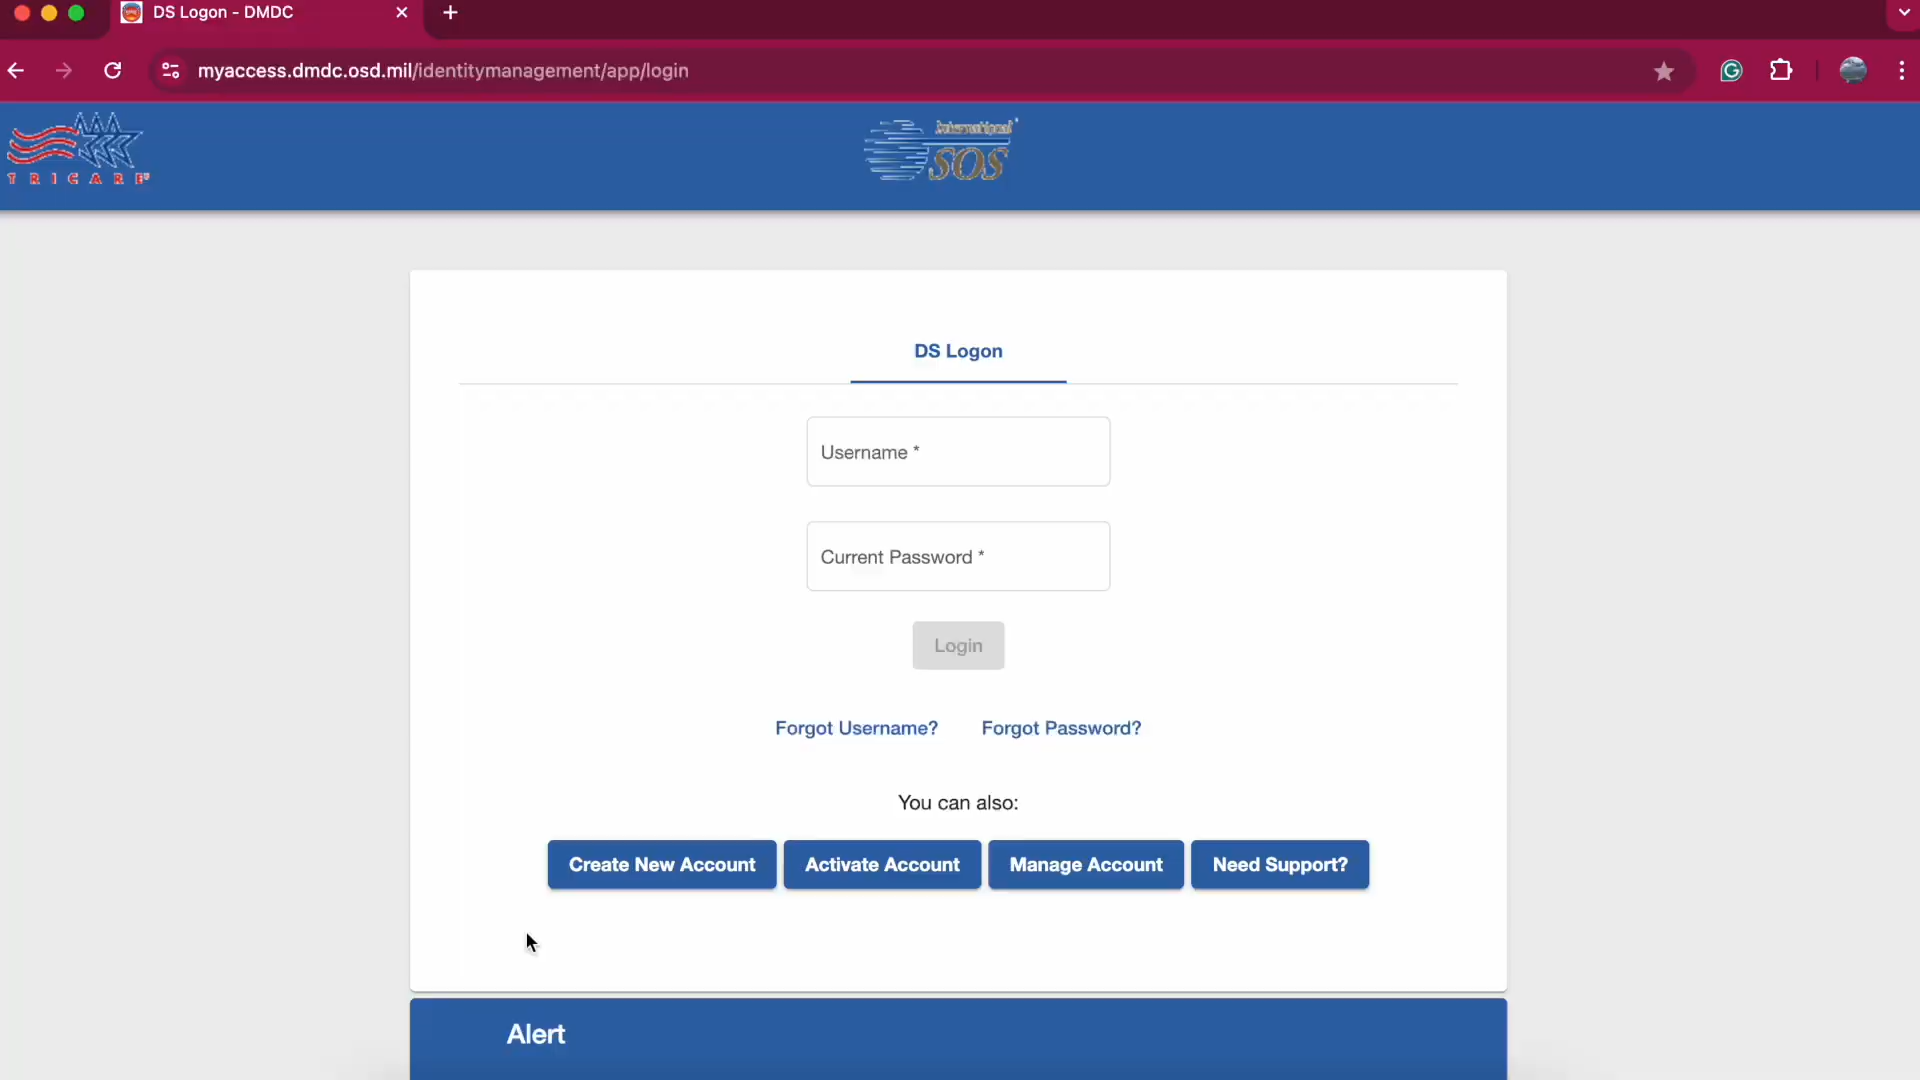 DS Logon - DMDC
myaccess.dmdc.osd.mil/identitymanagement/app/login
TRICARE
International SOS
DS Logon
Username *
Current Password *
Login
Forgot Username? Forgot Password?
You can also:
Create New Account Activate Account Manage Account Need Support?
Alert